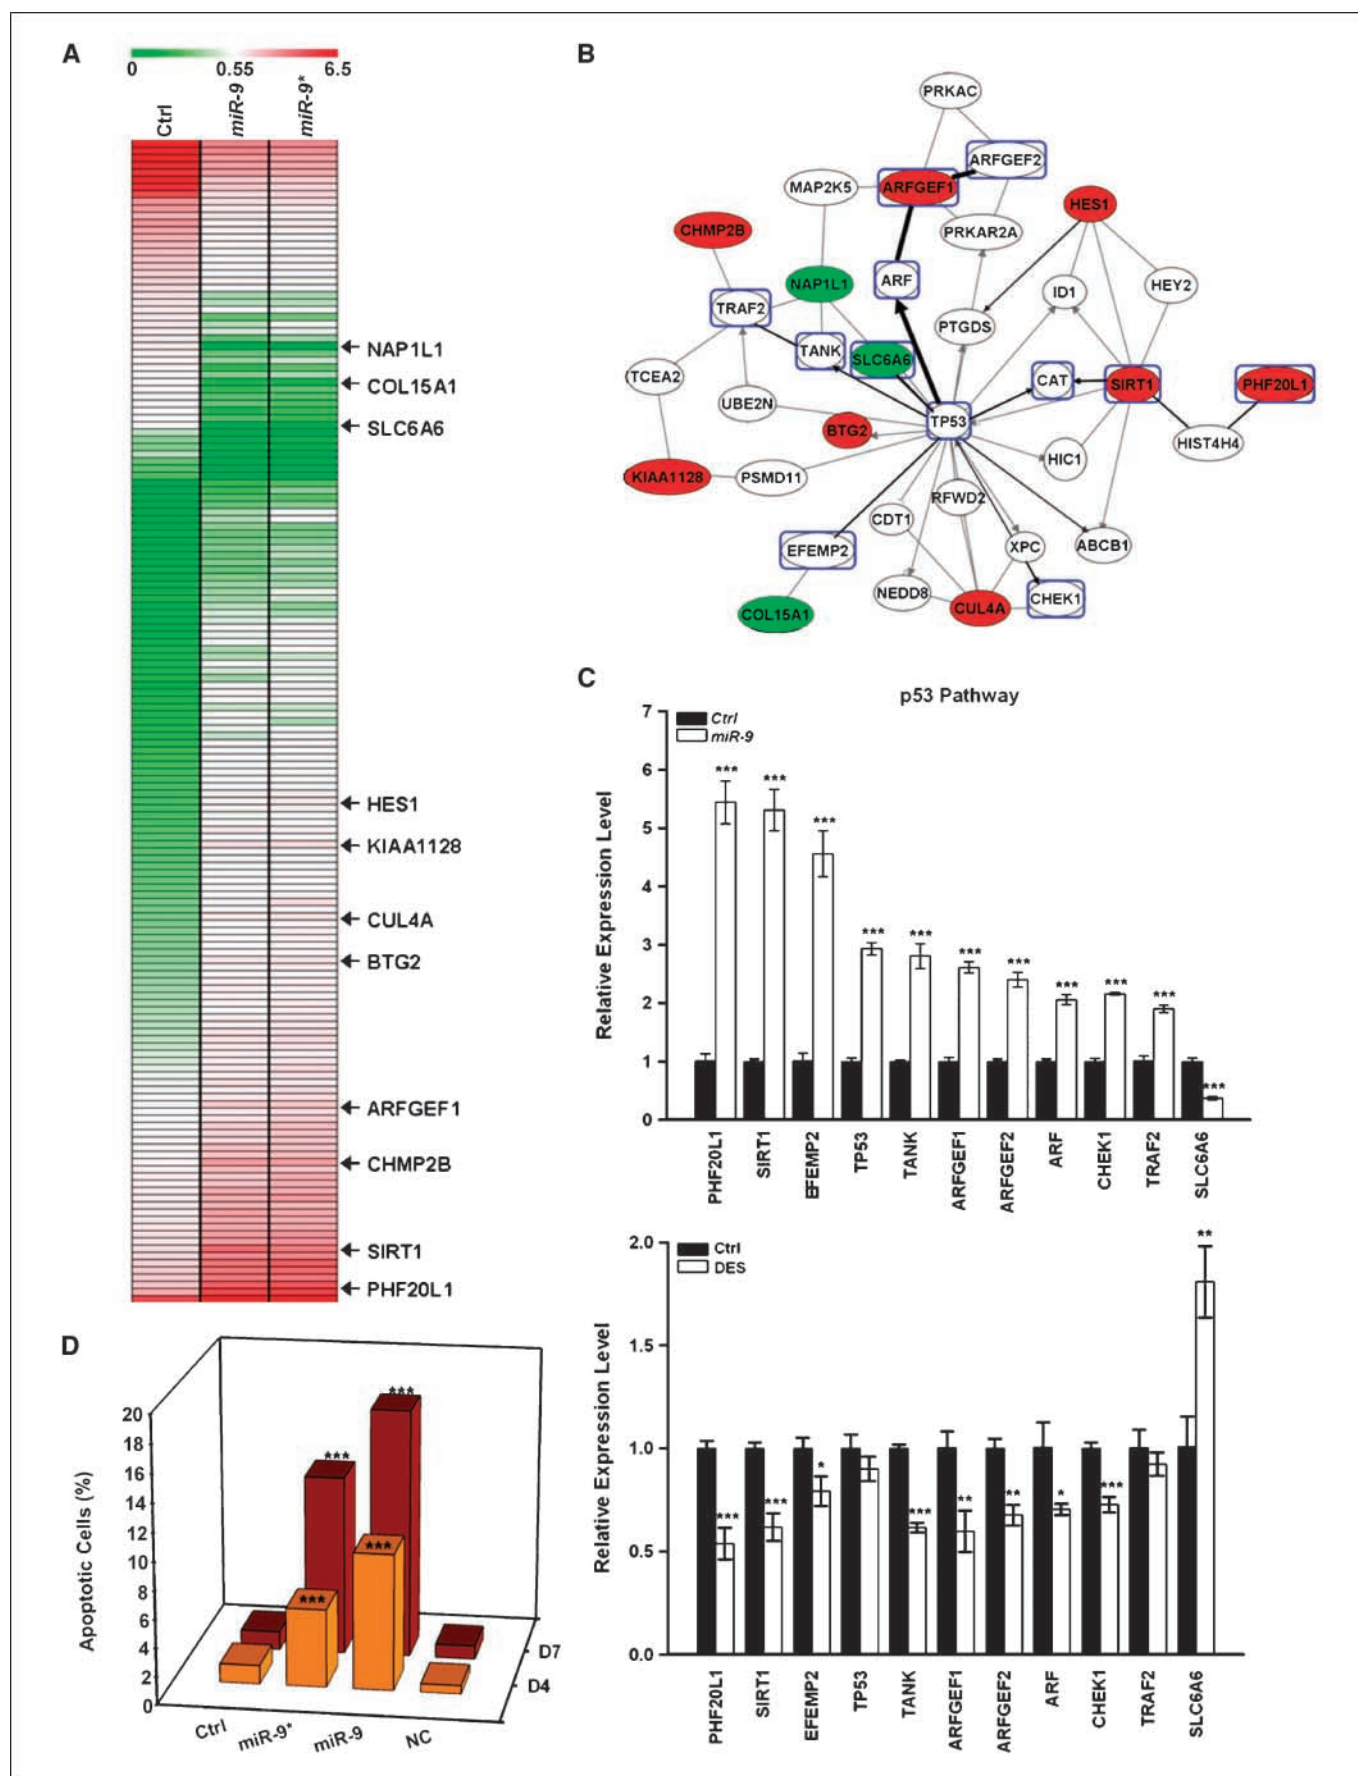 A
0 0.55 6.5
Ctrl
miR-9
miR-9*
NAP1L1
COL15A1
SLC6A6
HES1
KIAA1128
CUL4A
BTG2
ARFGEF1
CHMP2B
SIRT1
PHF20L1
B
PRKAC
ARFGEF2
MAP2K5
ARFGEF1
HES1
CHMP2B
PRKAR2A
NAP1L1
ARF
ID1
HEY2
TRAF2
PTGDS
TANK
SLC6A6
TCEA2
CAT
SIRT1
PHF20L1
UBE2N
BTG2
TP53
HIST4H4
KIAA1128
PSMD11
HIC1
RFWD2
CDT1
EFEMP2
XPC
ABCB1
NEDD8
CUL4A
CHEK1
COL15A1
C
p53 Pathway
Ctrl
miR-9
Relative Expression Level
7
6
5
4
3
2
1
0
*** *** *** *** *** *** *** *** *** *** ***
PHF20L1
SIRT1
EFEMP2
TP53
TANK
ARFGEF1
ARFGEF2
ARF
CHEK1
TRAF2
SLC6A6
Ctrl
DES
Relative Expression Level
2.0
1.5
1.0
0.5
0.0
*** *** * *** ** ** * *** **
PHF20L1
SIRT1
EFEMP2
TP53
TANK
ARFGEF1
ARFGEF2
ARF
CHEK1
TRAF2
SLC6A6
D
Apoptotic Cells (%)
20
18
16
14
12
10
8
6
4
2
0
***
***
***
***
D7
D4
Ctrl
miR-9*
miR-9
NC